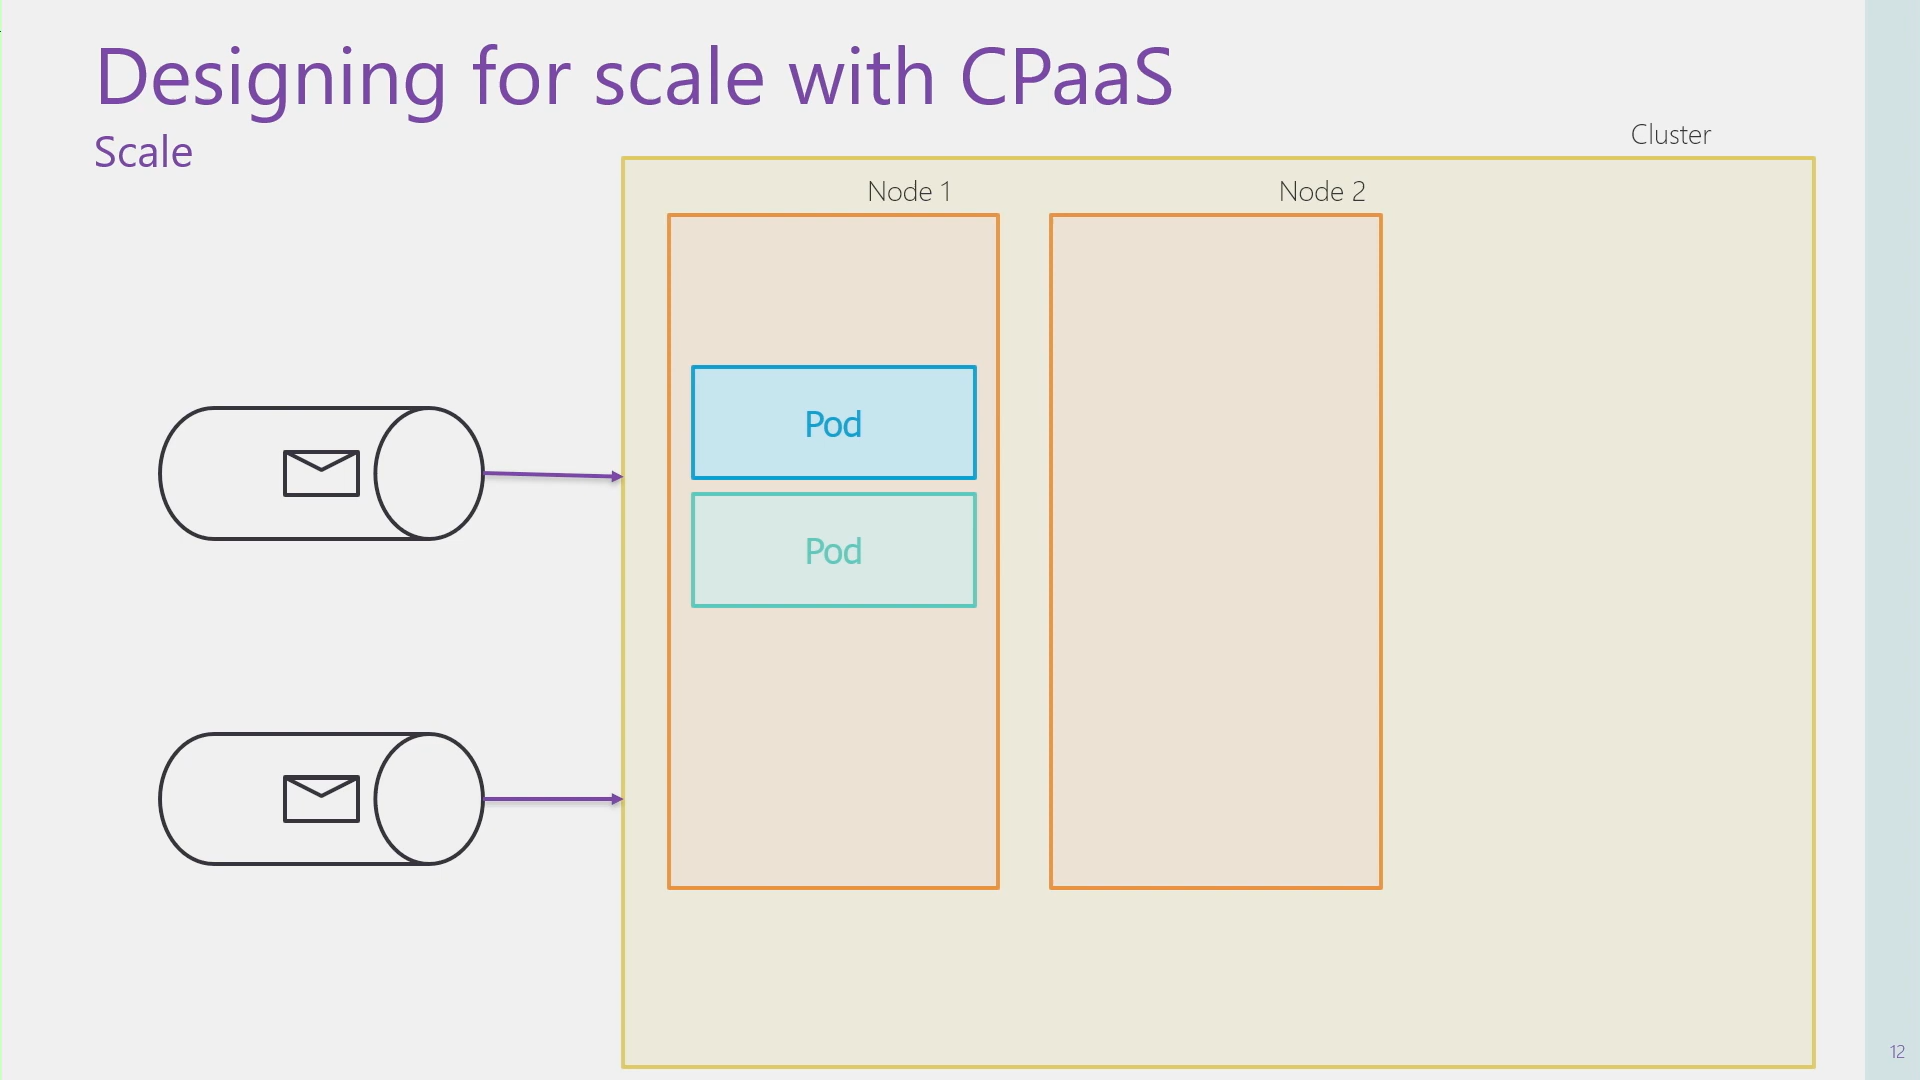 Designing for scale with CPaaS
Scale
Cluster
Node 1
Node 2
Pod
Pod
12